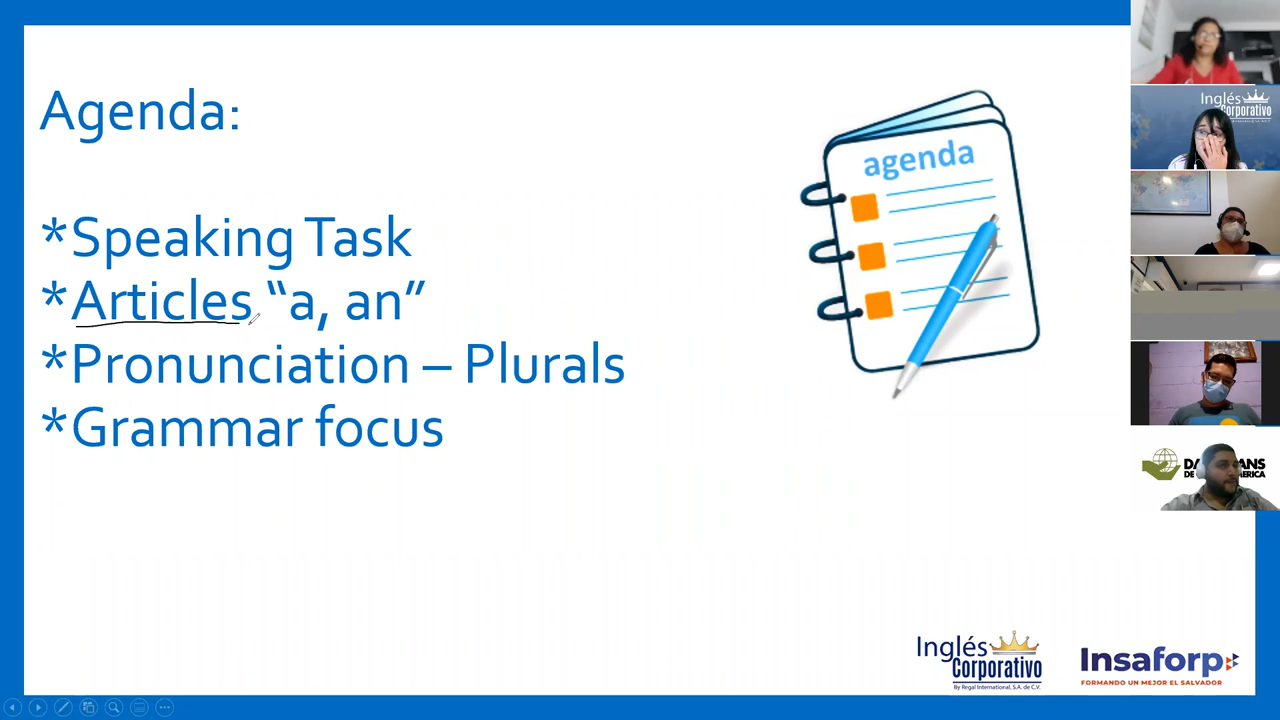 Agenda:
*Speaking Task
*Articles “a, an”
*Pronunciation – Plurals
*Grammar focus
agenda
Inglés
Corporativo
DE
Inglés
Corporativo
By Regal International, S.A. de C.V.
Insaforp
FORMANDO UN MEJOR EL SALVADOR